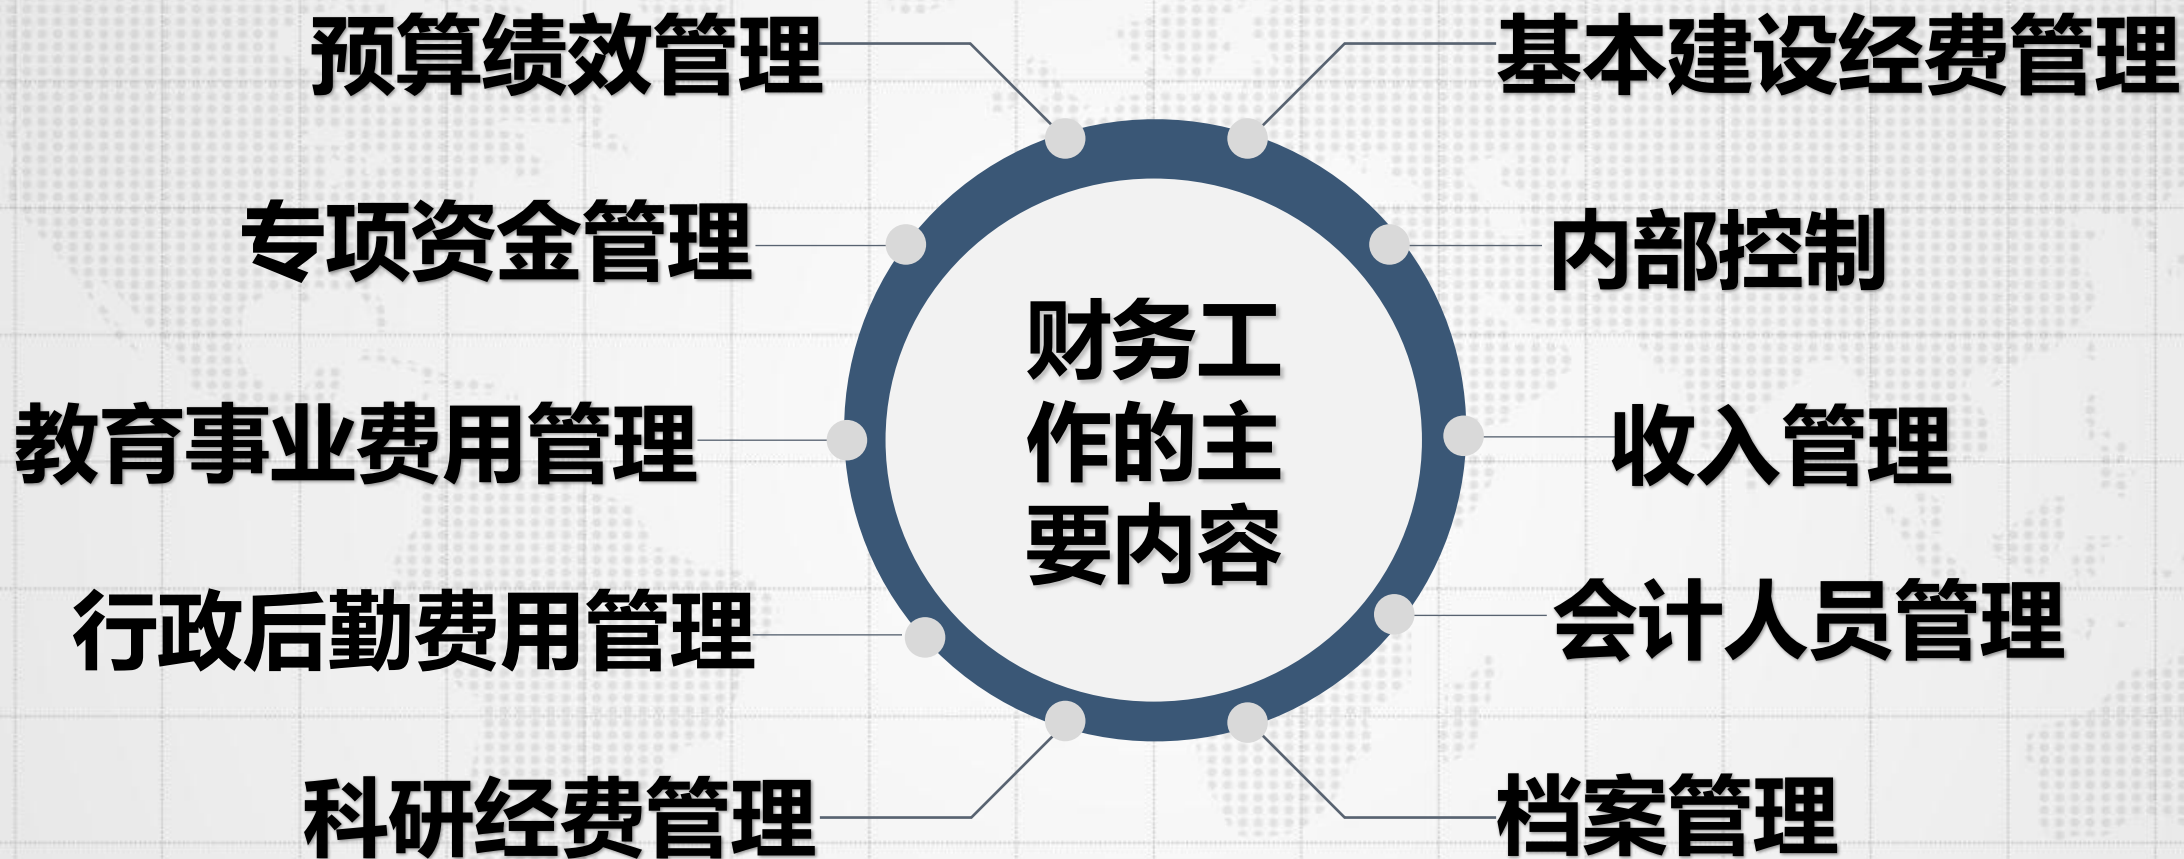 预算绩效管理
专项资金管理
教育事业费用管理
行政后勤费用管理
科研经费管理
财务工
作的主
要内容
基本建设经费管理
内部控制
收入管理
会计人员管理
档案管理